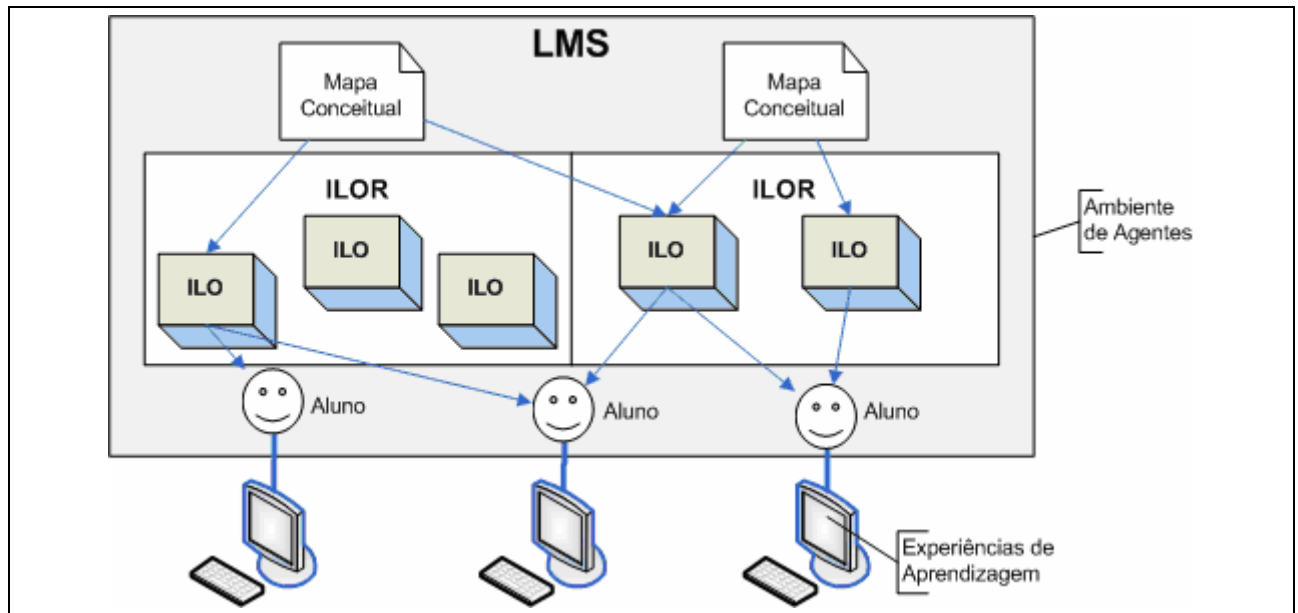 LMS
Mapa
Conceitual
Mapa
Conceitual
ILOR
ILOR
ILO
ILO
ILO
ILO
ILO
Ambiente
de Agentes
Aluno
Aluno
Aluno
Experiências de
Aprendizagem